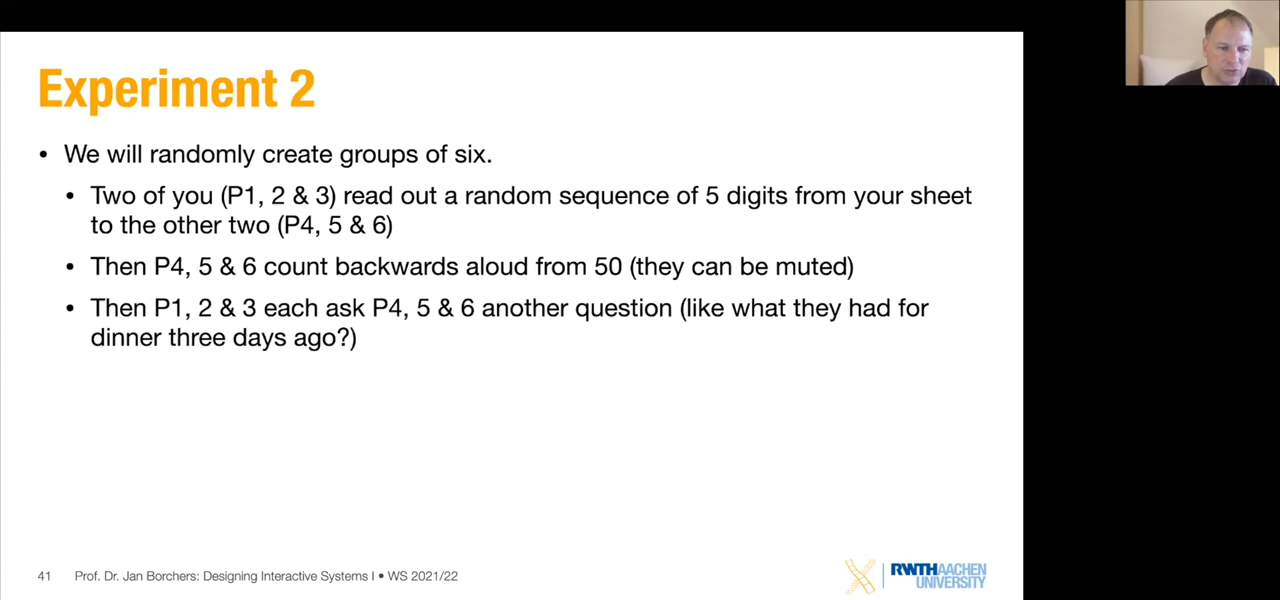 Experiment 2
• We will randomly create groups of six.
• Two of you (P1, 2 & 3) read out a random sequence of 5 digits from your sheet
to the other two (P4, 5 & 6)
• Then P4, 5 & 6 count backwards aloud from 50 (they can be muted)
• Then P1, 2 & 3 each ask P4, 5 & 6 another question (like what they had for
dinner three days ago?)
41 Prof. Dr. Jan Borchers: Designing Interactive Systems I • WS 2021/22
RWTHAACHEN
UNIVERSITY